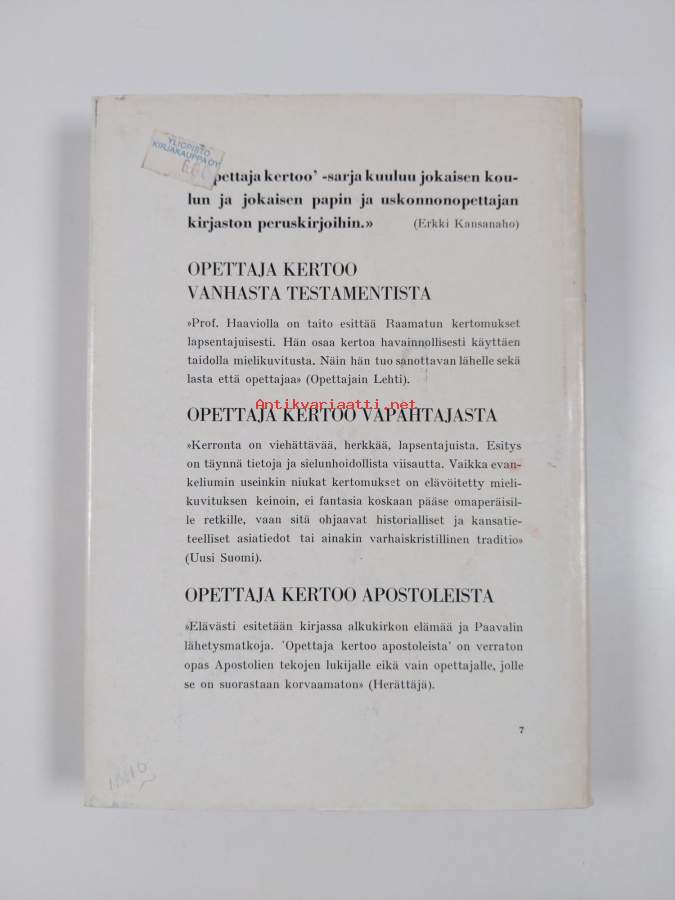 YLIOPISTO
KIRJAKAUPPA OY
pettaja kertoo’ -sarja kuuluu jokaisen kou-
lun ja jokaisen papin ja uskonnonopettajan
kirjaston peruskirjoihin.» (Erkki Kansanaho)
OPETTAJA KERTOO
VANHASTA TESTAMENTISTA
»Prof. Haaviolla on taito esittää Raamatun kertomukset
lapsentajuisesti. Hän osaa kertoa havainnollisesti käyttäen
taidolla mielikuvitusta. Näin hän tuo sanottavan lähelle sekä
lasta että opettajaa» (Opettajain Lehti).
Antikvariaatti.net
OPETTAJA KERTOO VAPAHTAJASTA
»Kerronta on viehättävää, herkkää, lapsentajuista. Esitys
on täynnä tietoja ja sielunhoidollista viisautta. Vaikka evan-
keliumin useinkin niukat kertomukset on elävöitetty mieli-
kuvituksen keinoin, ei fantasia koskaan pääse omaperäisil-
le retkille, vaan sitä ohjaavat historialliset ja kansatie-
teelliset asiatiedot tai ainakin varhaiskristillinen traditio»
(Uusi Suomi).
OPETTAJA KERTOO APOSTOLEISTA
»Elävästi esitetään kirjassa alkukirkon elämää ja Paavalin
lähetysmatkoja. 'Opettaja kertoo apostoleista' on verraton
opas Apostolien tekojen lukijalle eikä vain opettajalle, jolle
se on suorastaan korvaamaton» (Herättäjä).
7